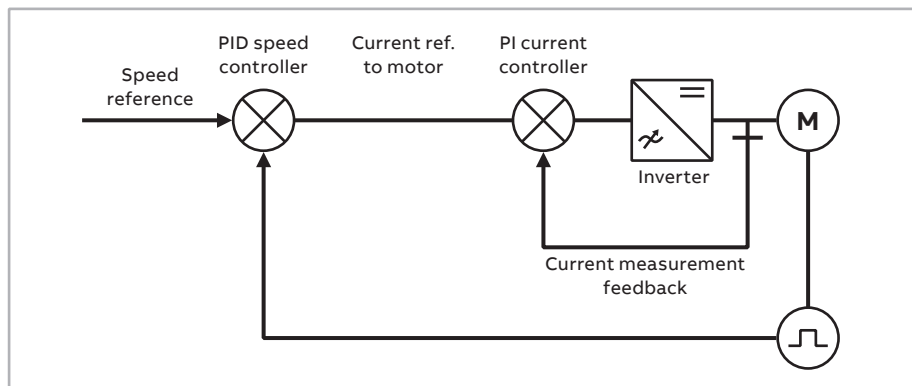 PID speed
controller
Current ref.
to motor
PI current
controller
Speed
reference
M
Inverter
Current measurement
feedback